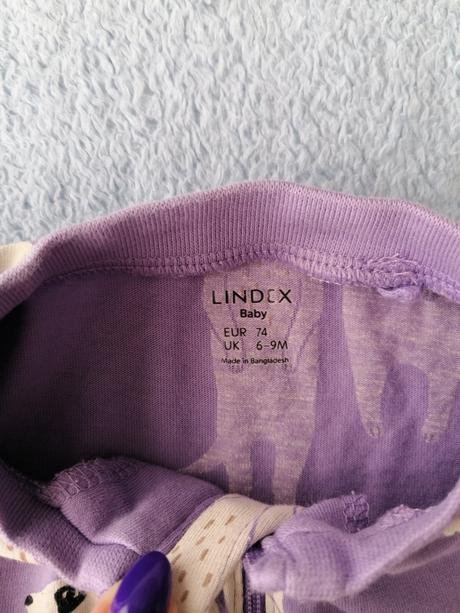 LINDEX
Baby
EUR 74
UK 6-9M
Made in Bangladesh